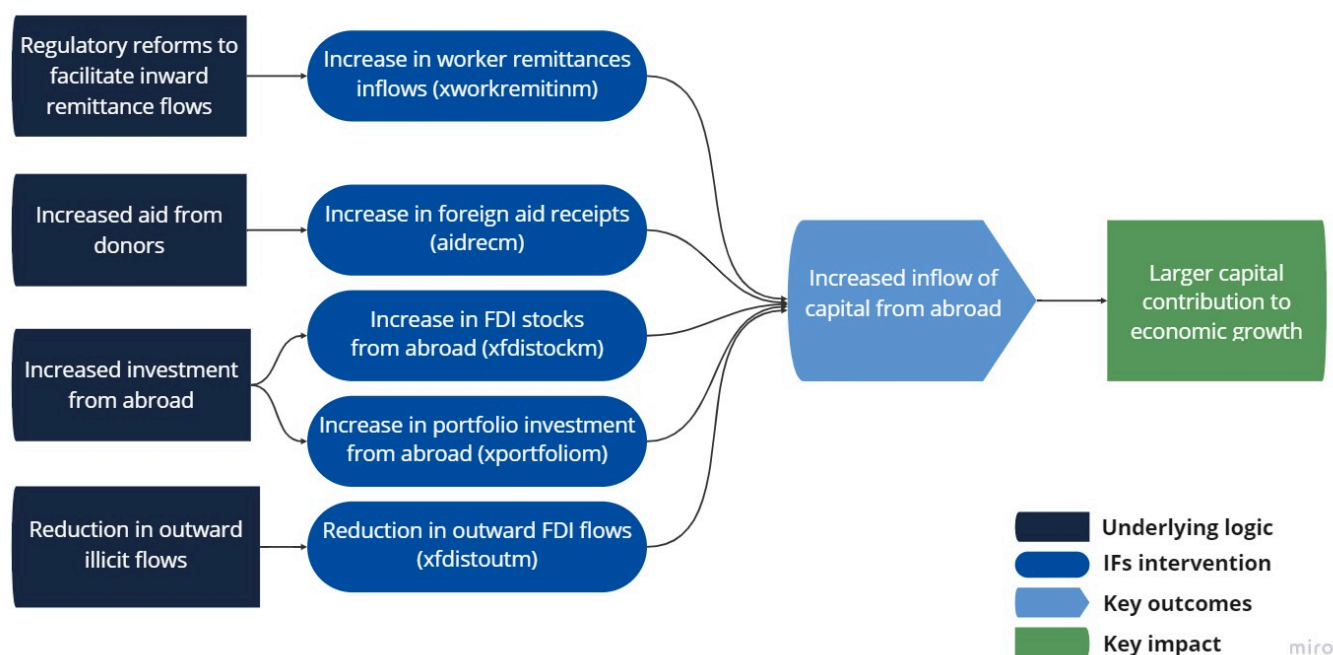 Regulatory reforms to
facilitate inward
remittance flows
Increase in worker remittances
inflows (xworkremitinm)
Increased aid from
donors
Increase in foreign aid receipts
(aidrecm)
Increased investment
from abroad
Increase in FDI stocks
from abroad (xfdistockm)
Increase in portfolio investment
from abroad (xportfoliom)
Reduction in outward
illicit flows
Reduction in outward FDI flows
(xfdistoutm)
Increased inflow of
capital from abroad
Larger capital
contribution to
economic growth
Underlying logic
IFs intervention
Key outcomes
Key impact
miro